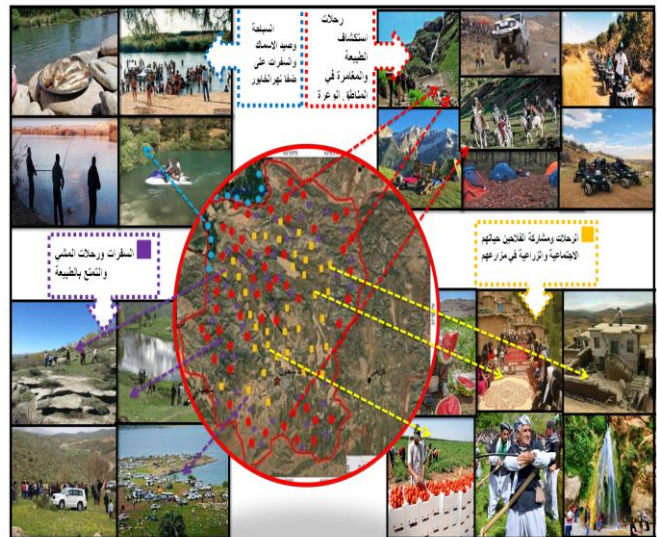 السباحة
وصيد الاسماك
والسفرات على
ضفا نهر الخابور
رحلات
استكشاف
الطبيعة
والمغامرة في
المناطق الوعرة
السفرات ورحلات المشي
والتمتع بالطبيعة
الرحلات ومشاركة الفلاحين حياتهم
الاجتماعية والزراعية في مزارعهم